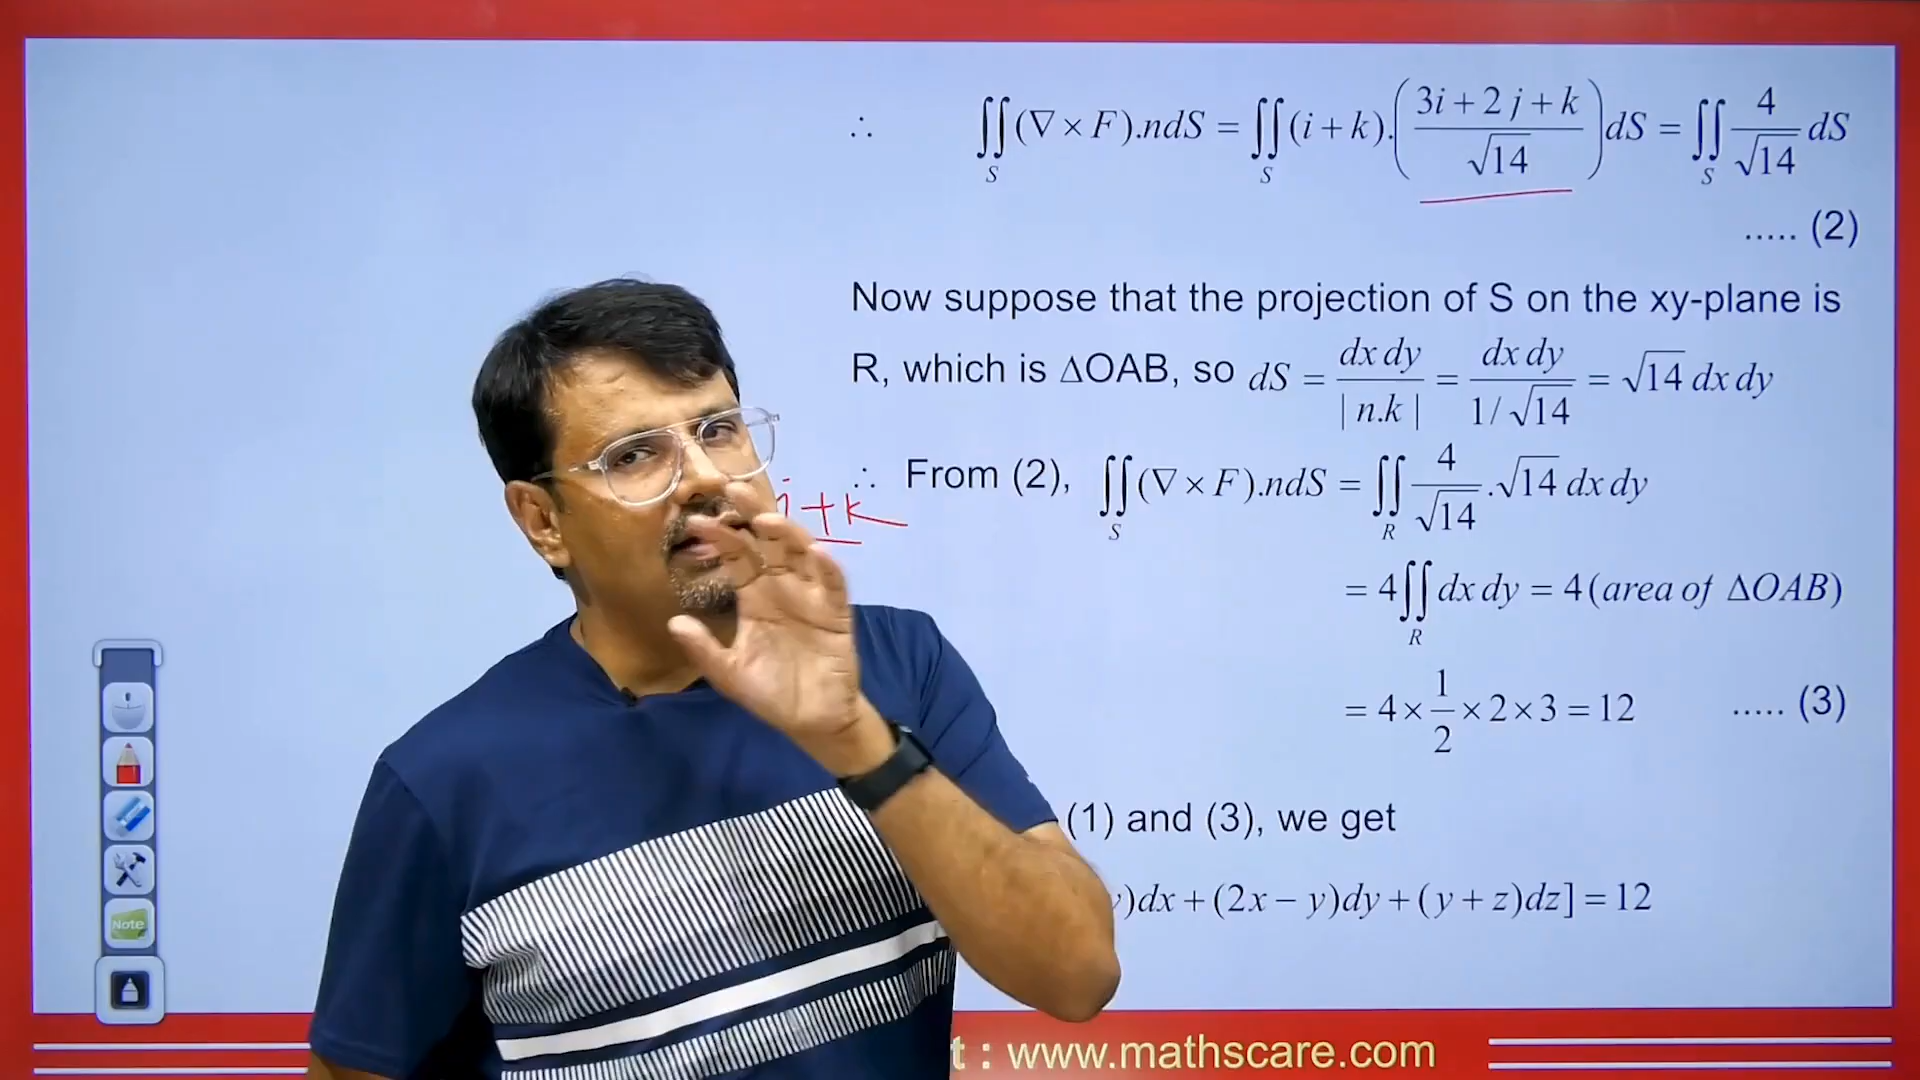 ∴ ∬_S (∇ × F).ndS = ∬_S (i + k).((3i + 2j + k)/√14) dS = ∬_S 4/√14 dS
..... (2)
Now suppose that the projection of S on the xy-plane is
R, which is ΔOAB, so dS = dx dy/| n.k | = dx dy/(1/√14) = √14 dx dy
∴ From (2), ∬_S (∇ × F).ndS = ∬_R 4/√14 .√14 dx dy
i+k
= 4∬_R dx dy = 4(area of ΔOAB)
= 4 × 1/2 × 2 × 3 = 12 ..... (3)
(1) and (3), we get
)dx + (2x − y)dy + (y + z)dz] = 12
Note
t : www.mathscare.com